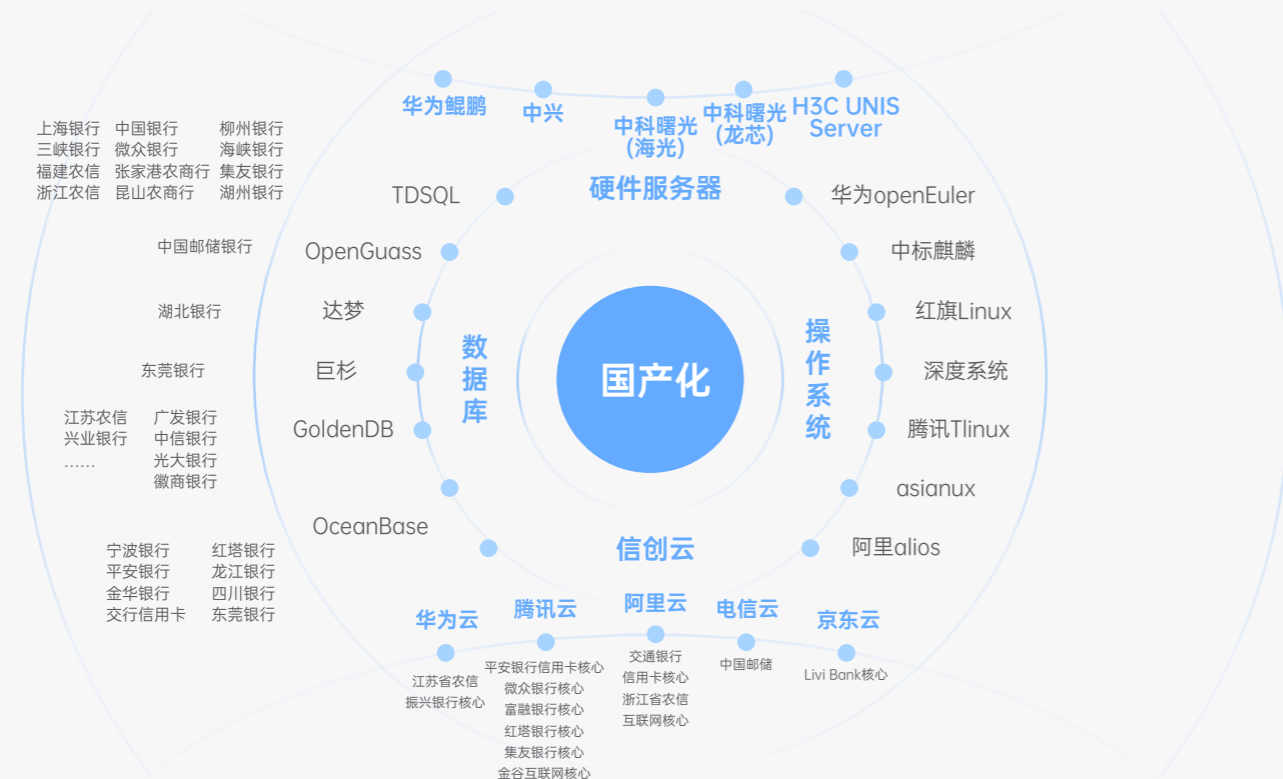 华为鲲鹏
中兴
中科曙光
(海光)
中科曙光
(龙芯)
H3C UNIS
Server
硬件服务器
上海银行 中国银行 柳州银行
三峡银行 微众银行 海峡银行
福建农信 张家港农商行 集友银行
浙江农信 昆山农商行 湖州银行
TDSQL
中国邮储银行
OpenGuass
湖北银行
达梦
东莞银行
巨杉
江苏农信 广发银行
兴业银行 中信银行
…… 光大银行
徽商银行
GoldenDB
宁波银行 红塔银行
平安银行 龙江银行
金华银行 四川银行
交行信用卡 东莞银行
OceanBase
数据库
国产化
操作系统
华为openEuler
中标麒麟
红旗Linux
深度系统
腾讯Tlinux
asianux
阿里alios
信创云
华为云
江苏省农信
振兴银行核心
腾讯云
平安银行信用卡核心
微众银行核心
富融银行核心
红塔银行核心
集友银行核心
金谷互联网核心
阿里云
交通银行
信用卡核心
浙江省农信
互联网核心
电信云
中国邮储
京东云
Livi Bank核心